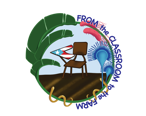 FROM the CLASSROOM to the FARM